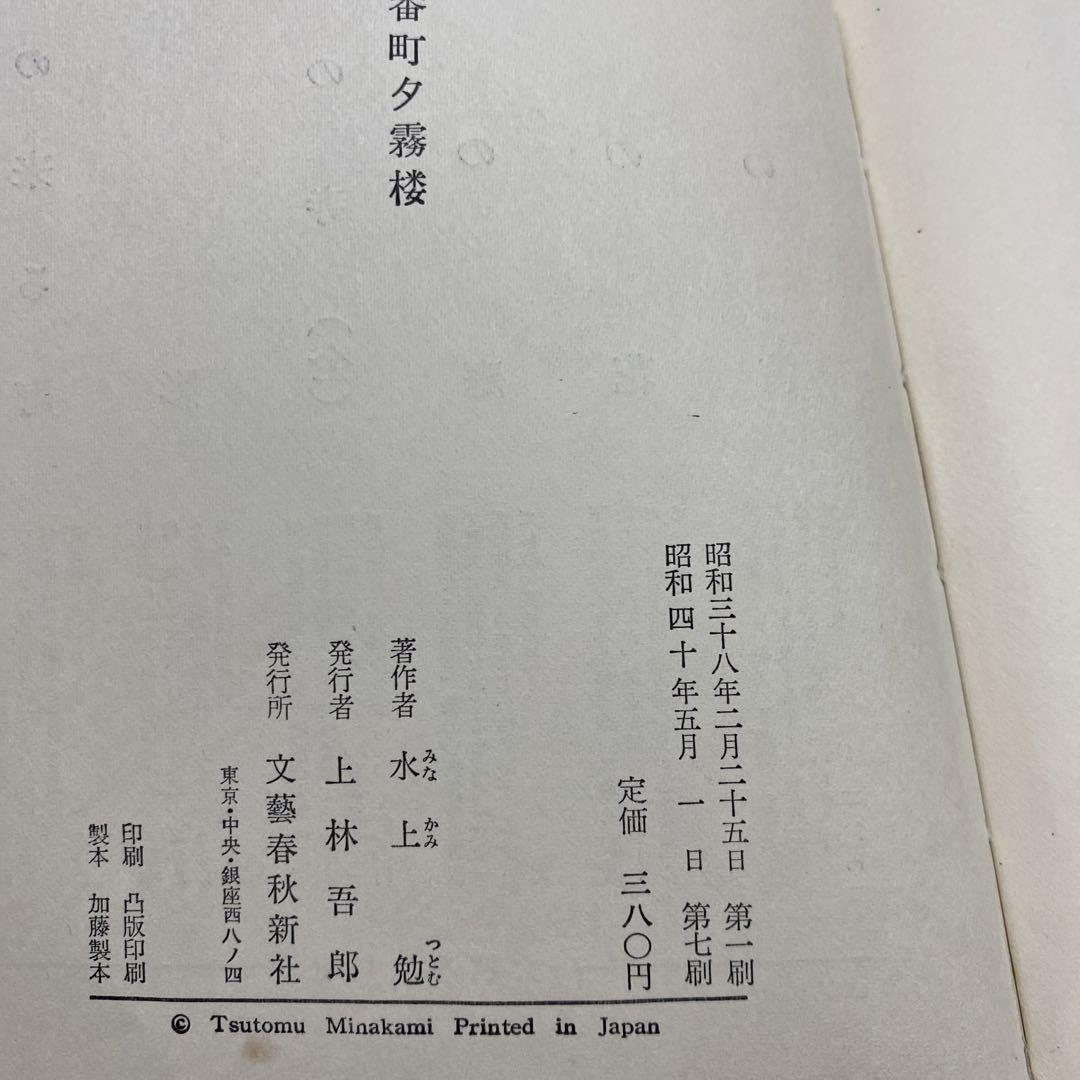 番町夕霧楼
昭和三十八年二月二十五日 第一刷
昭和四十年五月一日 第七刷
定価 三八〇円
著作者 水上勉
みな かみ つとむ
発行者 上林吾郎
発行所 文藝春秋新社
東京・中央・銀座西八ノ四
印刷 凸版印刷
製本 加藤製本
© Tsutomu Minakami Printed in Japan